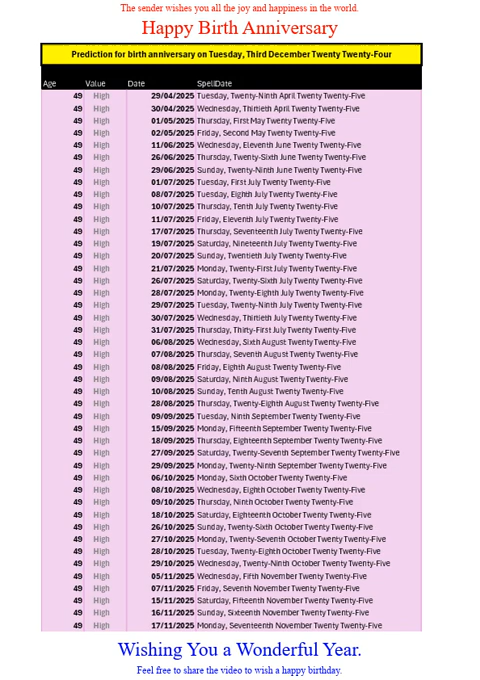 The sender wishes you all the joy and happiness in the world.
Happy Birth Anniversary
Prediction for birth anniversary on Tuesday, Third December Twenty Twenty-Four
Age Value Date SpellDate
49 High 29/04/2025 Tuesday, Twenty-Ninth April Twenty Twenty-Five
49 High 30/04/2025 Wednesday, Thirtieth April Twenty Twenty-Five
49 High 01/05/2025 Thursday, First May Twenty Twenty-Five
49 High 02/05/2025 Friday, Second May Twenty Twenty-Five
49 High 11/06/2025 Wednesday, Eleventh June Twenty Twenty-Five
49 High 26/06/2025 Thursday, Twenty-Sixth June Twenty Twenty-Five
49 High 29/06/2025 Sunday, Twenty-Ninth June Twenty Twenty-Five
49 High 01/07/2025 Tuesday, First July Twenty Twenty-Five
49 High 08/07/2025 Tuesday, Eighth July Twenty Twenty-Five
49 High 10/07/2025 Thursday, Tenth July Twenty Twenty-Five
49 High 11/07/2025 Friday, Eleventh July Twenty Twenty-Five
49 High 17/07/2025 Thursday, Seventeenth July Twenty Twenty-Five
49 High 19/07/2025 Saturday, Nineteenth July Twenty Twenty-Five
49 High 20/07/2025 Sunday, Twentieth July Twenty Twenty-Five
49 High 21/07/2025 Monday, Twenty-First July Twenty Twenty-Five
49 High 26/07/2025 Saturday, Twenty-Sixth July Twenty Twenty-Five
49 High 28/07/2025 Monday, Twenty-Eighth July Twenty Twenty-Five
49 High 29/07/2025 Tuesday, Twenty-Ninth July Twenty Twenty-Five
49 High 30/07/2025 Wednesday, Thirtieth July Twenty Twenty-Five
49 High 31/07/2025 Thursday, Thirty-First July Twenty Twenty-Five
49 High 06/08/2025 Wednesday, Sixth August Twenty Twenty-Five
49 High 07/08/2025 Thursday, Seventh August Twenty Twenty-Five
49 High 08/08/2025 Friday, Eighth August Twenty Twenty-Five
49 High 09/08/2025 Saturday, Ninth August Twenty Twenty-Five
49 High 10/08/2025 Sunday, Tenth August Twenty Twenty-Five
49 High 28/08/2025 Thursday, Twenty-Eighth August Twenty Twenty-Five
49 High 09/09/2025 Tuesday, Ninth September Twenty Twenty-Five
49 High 15/09/2025 Monday, Fifteenth September Twenty Twenty-Five
49 High 18/09/2025 Thursday, Eighteenth September Twenty Twenty-Five
49 High 27/09/2025 Saturday, Twenty-Seventh September Twenty Twenty-Five
49 High 29/09/2025 Monday, Twenty-Ninth September Twenty Twenty-Five
49 High 06/10/2025 Monday, Sixth October Twenty Twenty-Five
49 High 08/10/2025 Wednesday, Eighth October Twenty Twenty-Five
49 High 09/10/2025 Thursday, Ninth October Twenty Twenty-Five
49 High 18/10/2025 Saturday, Eighteenth October Twenty Twenty-Five
49 High 26/10/2025 Sunday, Twenty-Sixth October Twenty Twenty-Five
49 High 27/10/2025 Monday, Twenty-Seventh October Twenty Twenty-Five
49 High 28/10/2025 Tuesday, Twenty-Eighth October Twenty Twenty-Five
49 High 29/10/2025 Wednesday, Twenty-Ninth October Twenty Twenty-Five
49 High 05/11/2025 Wednesday, Fifth November Twenty Twenty-Five
49 High 07/11/2025 Friday, Seventh November Twenty Twenty-Five
49 High 15/11/2025 Saturday, Fifteenth November Twenty Twenty-Five
49 High 16/11/2025 Sunday, Sixteenth November Twenty Twenty-Five
49 High 17/11/2025 Monday, Seventeenth November Twenty Twenty-Five
Wishing You a Wonderful Year.
Feel free to share the video to wish a happy birthday.